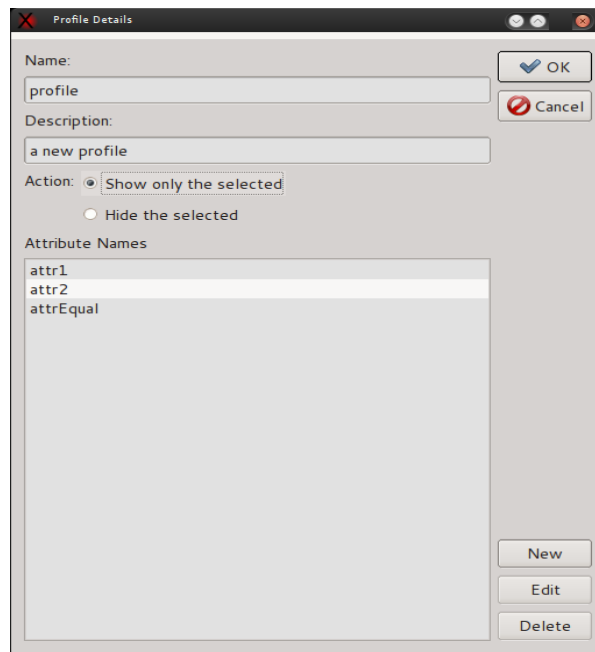 Profile Details
Name:
OK
profile
Cancel
Description:
a new profile
Action: Show only the selected
Hide the selected
Attribute Names
attr1
attr2
attrEqual
New
Edit
Delete